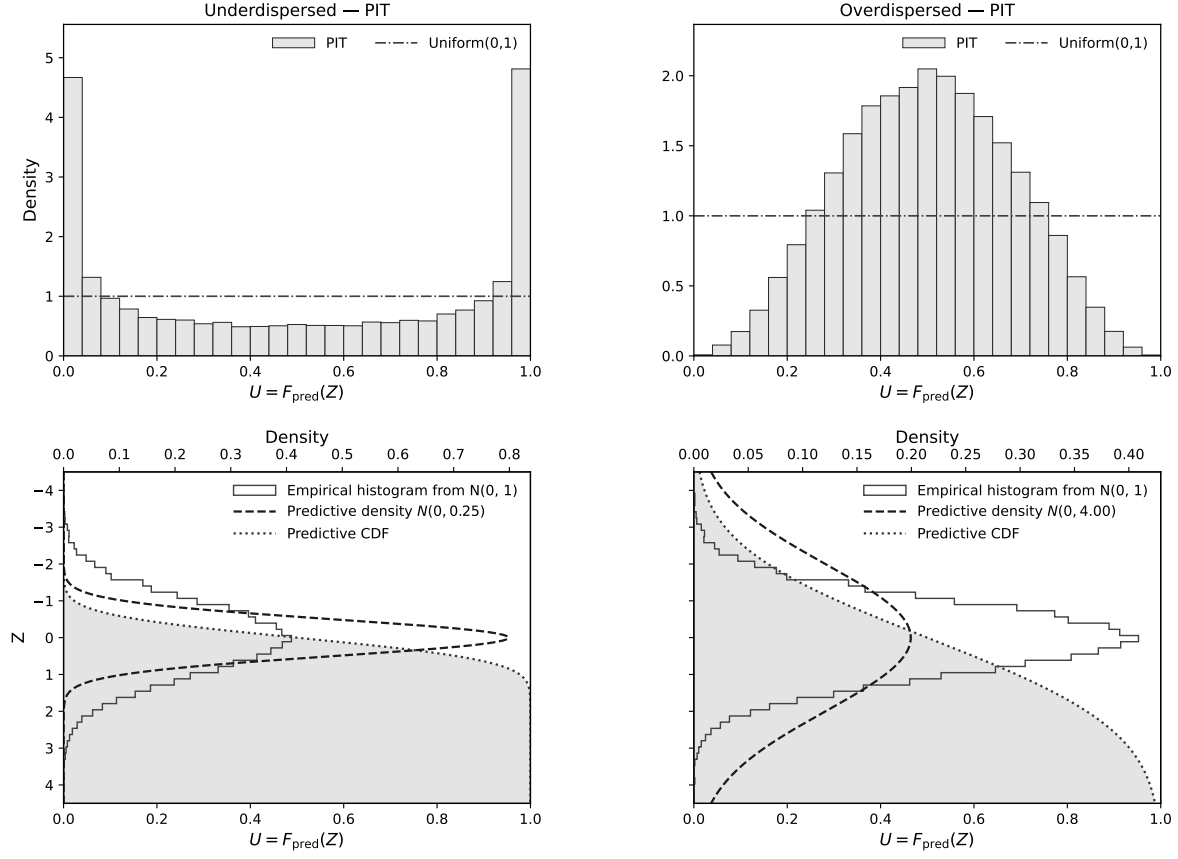 Underdispersed — PIT
PIT
Uniform(0,1)
5
4
3
2
1
0
Density
0.0 0.2 0.4 0.6 0.8 1.0
U = F_pred(Z)
Overdispersed — PIT
PIT
Uniform(0,1)
2.0
1.5
1.0
0.5
0.0
0.0 0.2 0.4 0.6 0.8 1.0
U = F_pred(Z)
Density
0.0 0.1 0.2 0.3 0.4 0.5 0.6 0.7 0.8
Empirical histogram from N(0, 1)
Predictive density N(0, 0.25)
Predictive CDF
−4
−3
−2
−1
0
1
2
3
4
Z
0.0 0.2 0.4 0.6 0.8 1.0
U = F_pred(Z)
Density
0.00 0.05 0.10 0.15 0.20 0.25 0.30 0.35 0.40
Empirical histogram from N(0, 1)
Predictive density N(0, 4.00)
Predictive CDF
0.0 0.2 0.4 0.6 0.8 1.0
U = F_pred(Z)